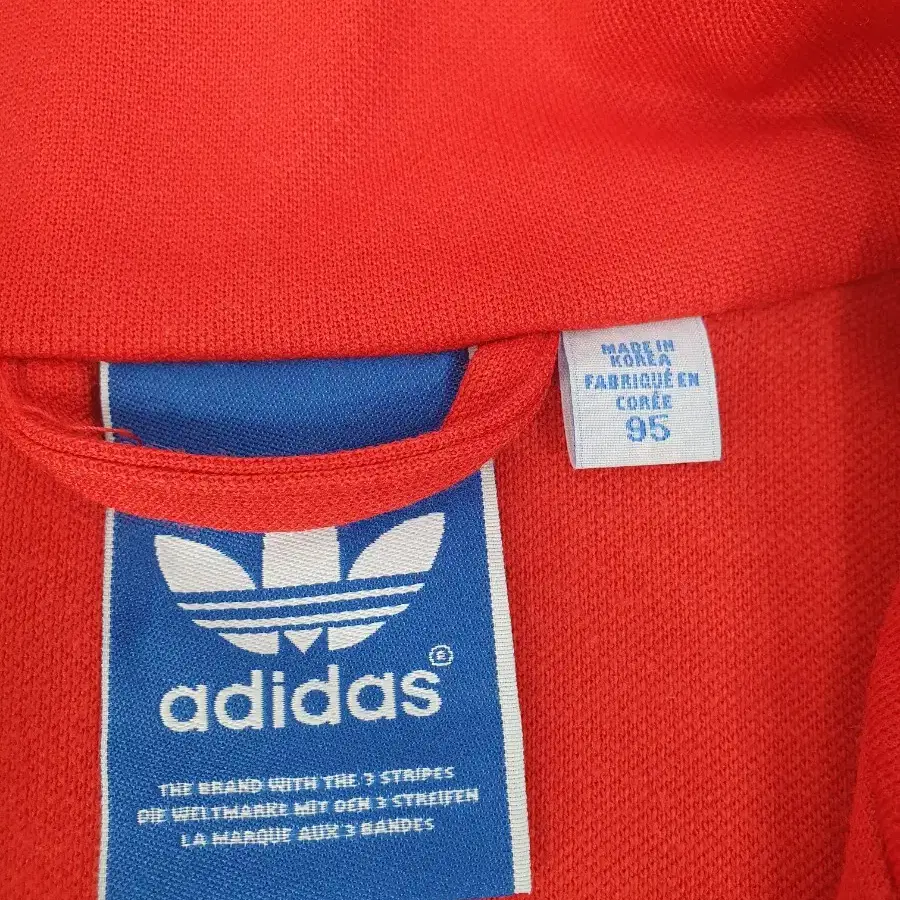 MADE IN
KOREA
FABRIQUÉ EN
CORÉE
95
adidas®
THE BRAND WITH THE 3 STRIPES
DIE WELTMARKE MIT DEN 3 STREIFEN
LA MARQUE AUX 3 BANDES